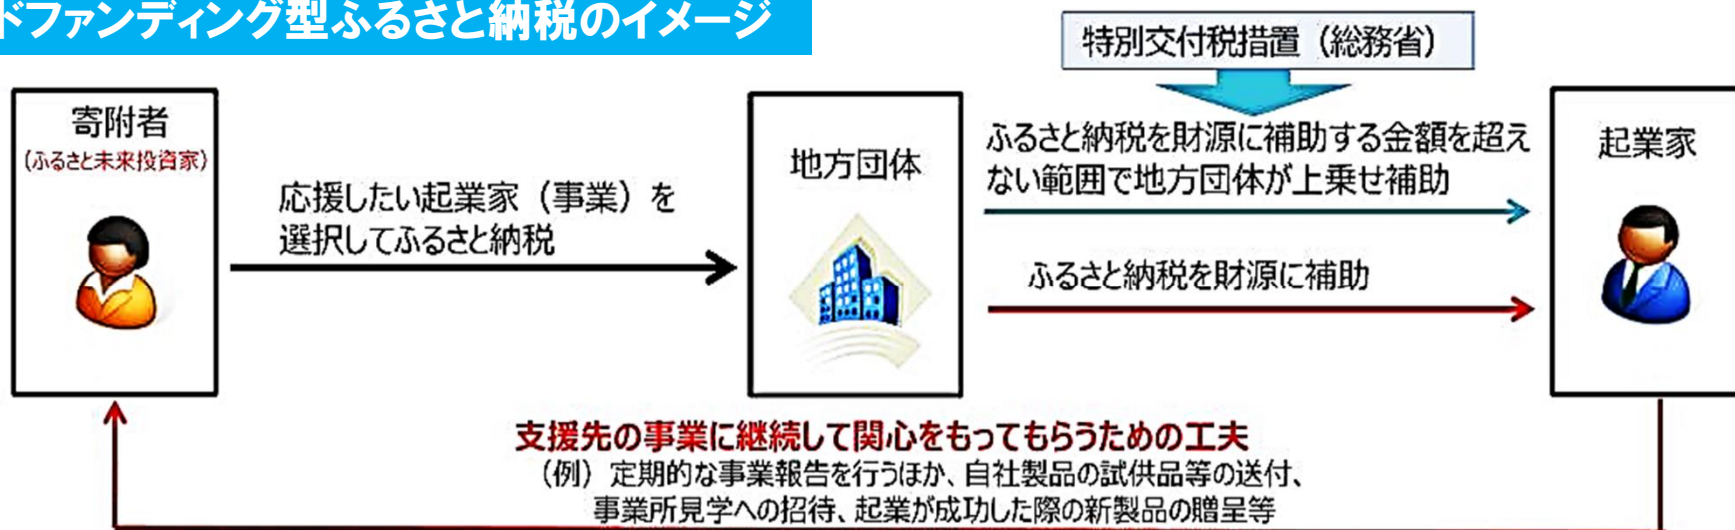 ドファンディング型ふるさと納税のイメージ
特別交付税措置（総務省）
寄附者
（ふるさと未来投資家）
応援したい起業家（事業）を
選択してふるさと納税
地方団体
ふるさと納税を財源に補助する金額を超え
ない範囲で地方団体が上乗せ補助
ふるさと納税を財源に補助
起業家
支援先の事業に継続して関心をもってもらうための工夫
（例）定期的な事業報告を行うほか、自社製品の試供品等の送付、
事業所見学への招待、起業が成功した際の新製品の贈呈等